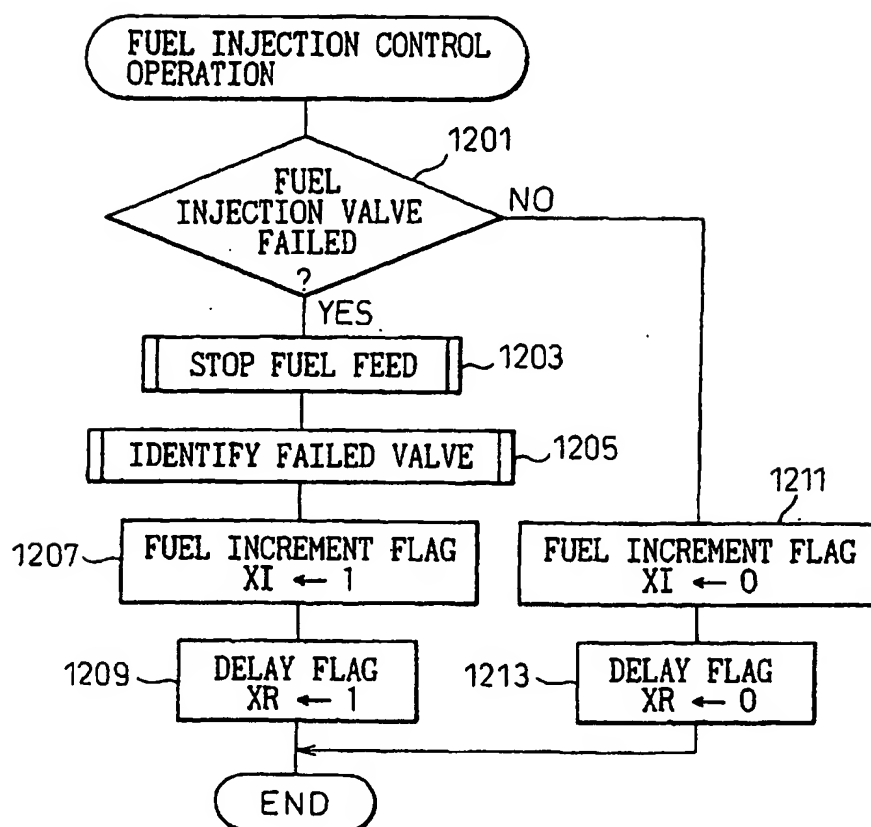 FUEL INJECTION CONTROL
OPERATION
1201
FUEL
INJECTION VALVE
FAILED
?
NO
YES
STOP FUEL FEED
1203
IDENTIFY FAILED VALVE
1205
1207
FUEL INCREMENT FLAG
XI ← 1
1211
FUEL INCREMENT FLAG
XI ← 0
1209
DELAY FLAG
XR ← 1
1213
DELAY FLAG
XR ← 0
END